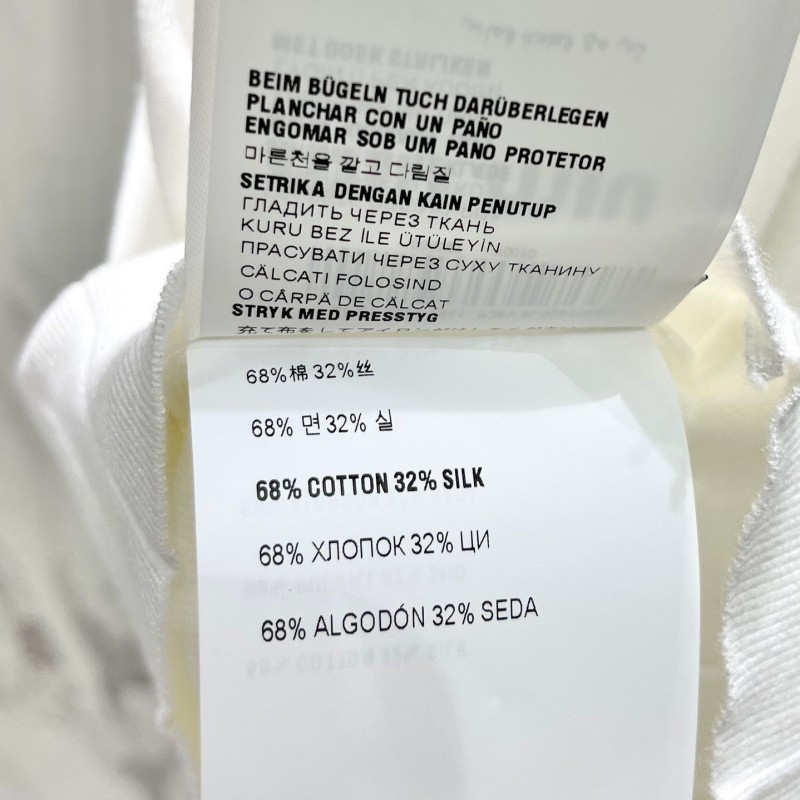 BEIM BÜGELN TUCH DARÜBERLEGEN
PLANCHAR CON UN PAÑO
ENGOMAR SOB UM PANO PROTETOR
마른천을 깔고 다림질
SETRIKA DENGAN KAIN PENUTUP
ГЛАДИТЬ ЧЕРЕЗ ТКАНЬ
KURU BEZ İLE ÜTÜLEYİN
ПРАСУВАТИ ЧЕРЕЗ СУХУ ТКАНИНУ
CĂLCATI FOLOSIND
O CÂRPĂ DE CĂLCAT
STRYK MED PRESSTYG
68%棉 32%丝
68% 면 32% 실
68% COTTON 32% SILK
68% ХЛОПОК 32% ЦИ
68% ALGODÓN 32% SEDA